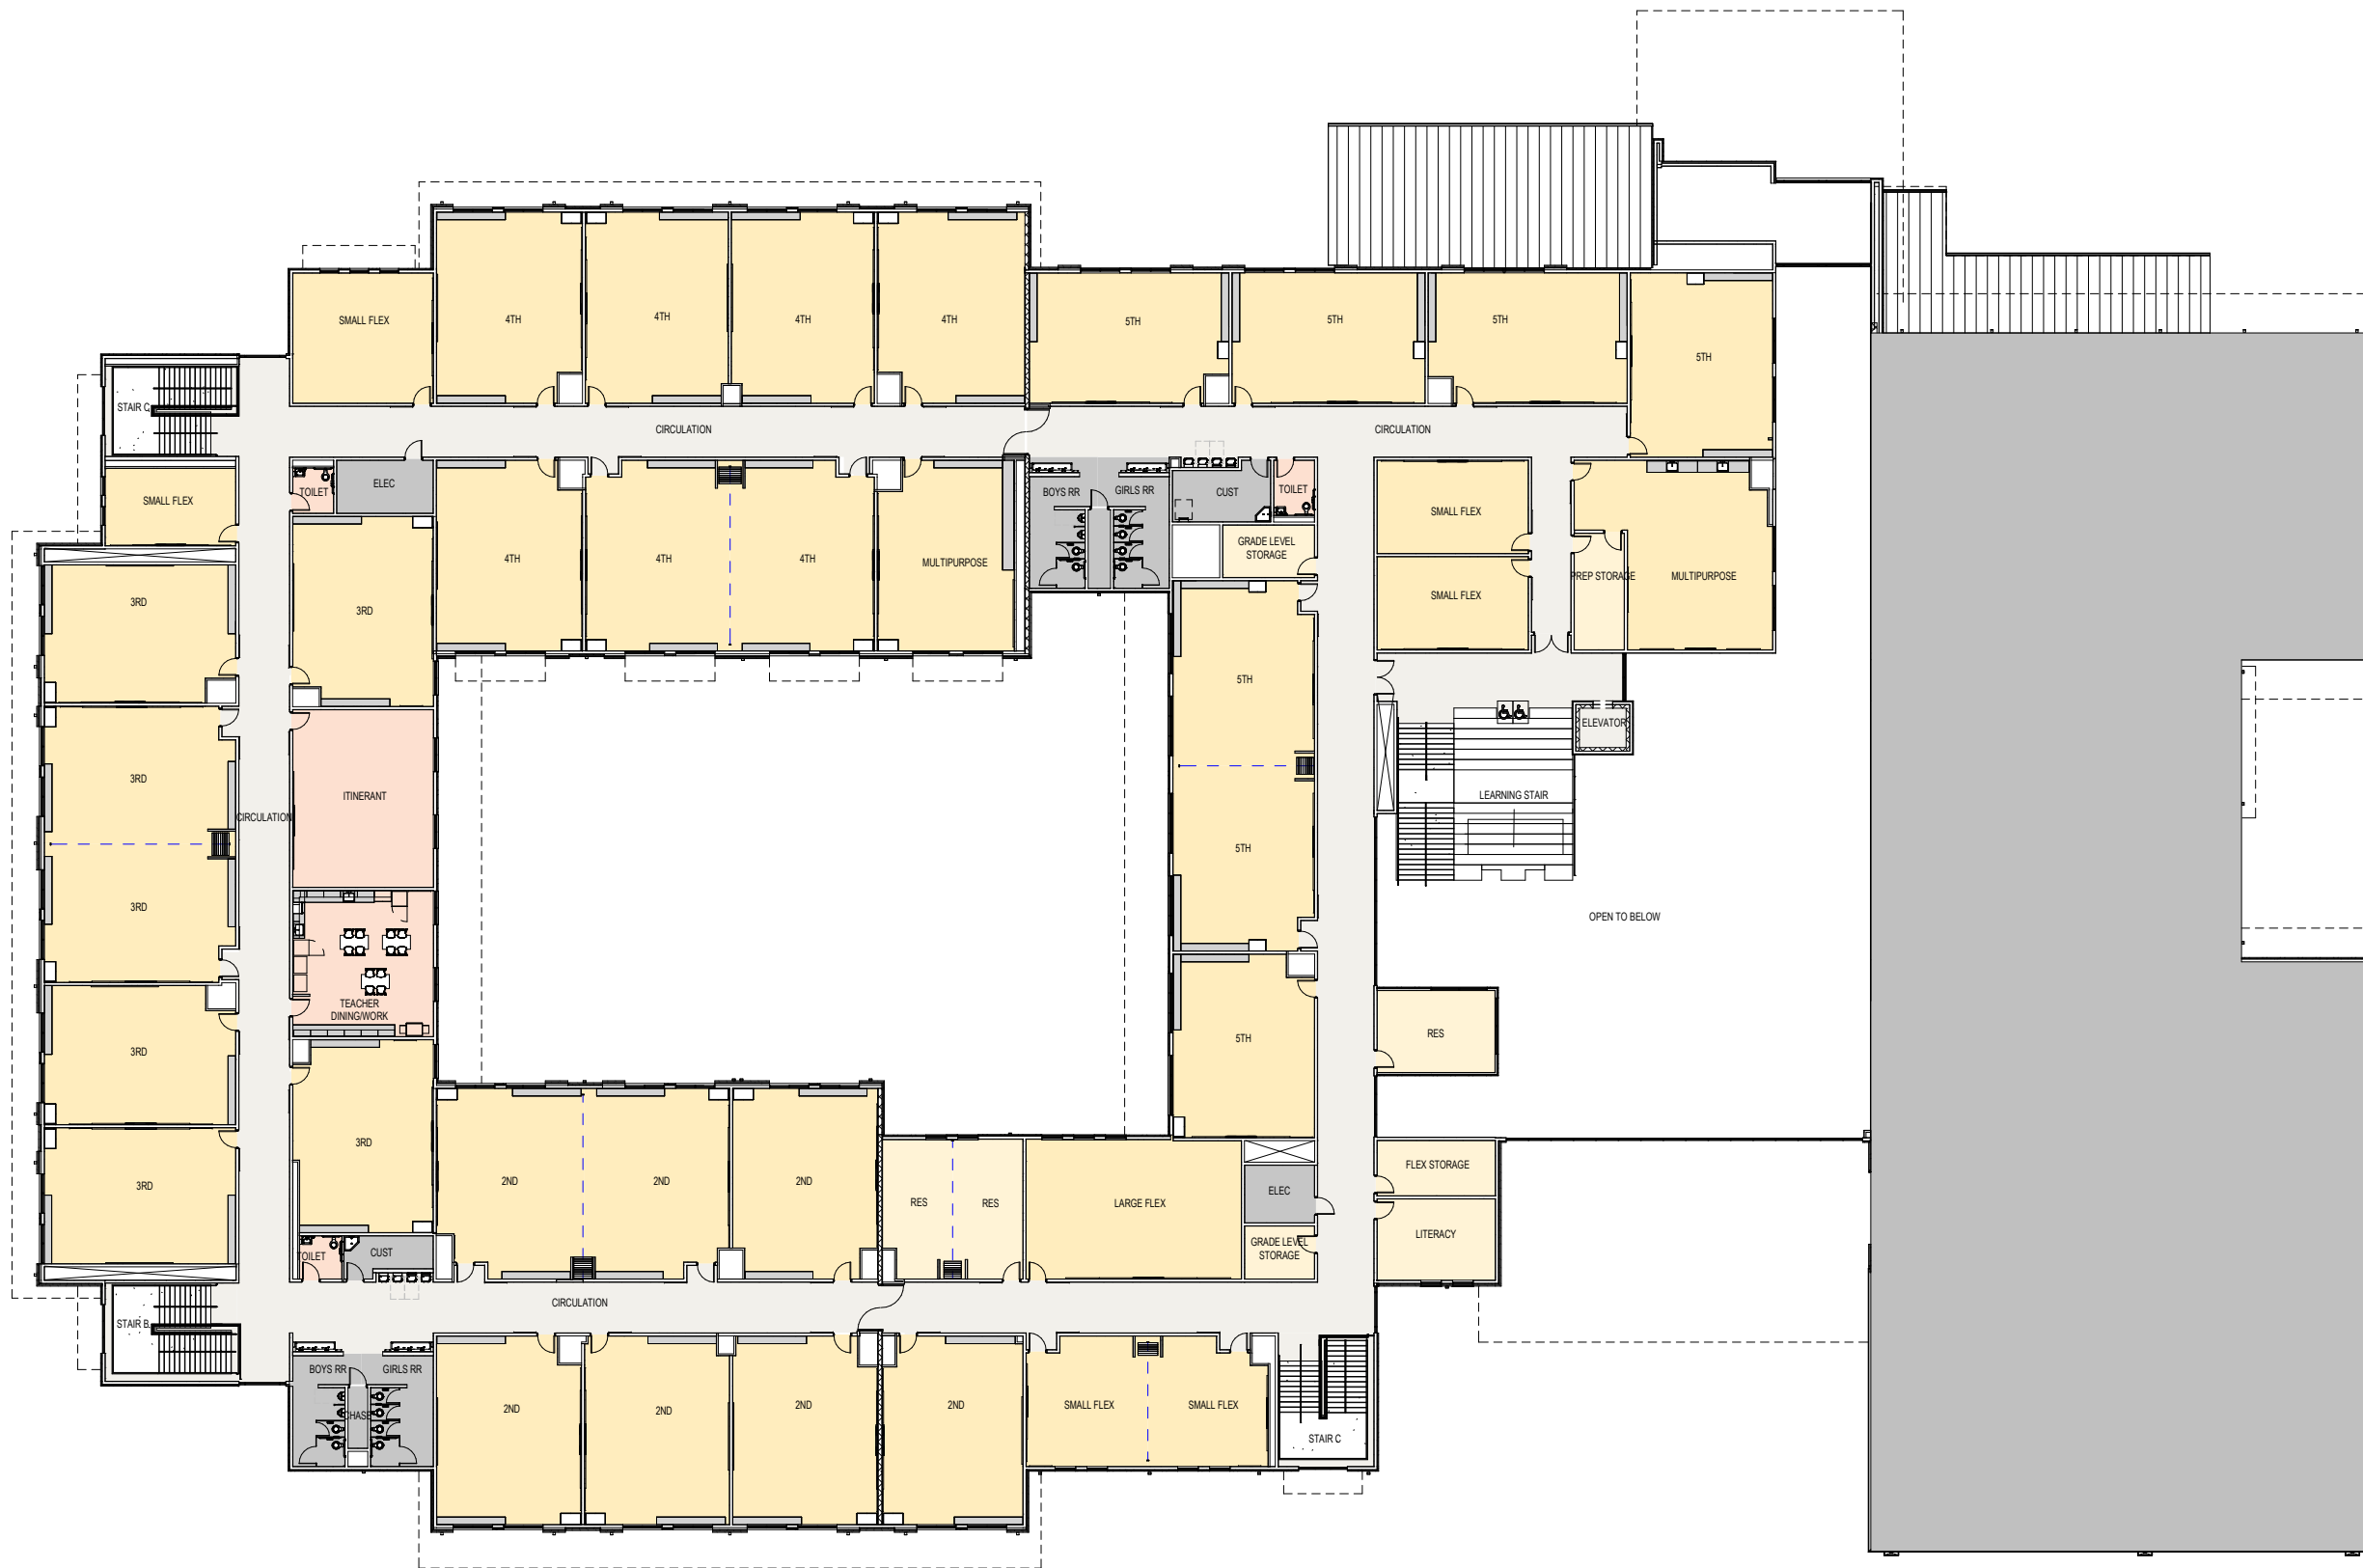 SMALL FLEX
4TH
4TH
4TH
4TH
5TH
5TH
5TH
5TH
STAIR C
CIRCULATION
CIRCULATION
SMALL FLEX
TOILET
ELEC
BOYS RR
GIRLS RR
CUST
TOILET
SMALL FLEX
GRADE LEVEL
STORAGE
4TH
4TH
4TH
MULTIPURPOSE
PREP STORAGE
MULTIPURPOSE
SMALL FLEX
3RD
3RD
5TH
ELEVATOR
3RD
ITINERANT
LEARNING STAIR
CIRCULATION
5TH
3RD
OPEN TO BELOW
TEACHER
DINING/WORK
3RD
5TH
RES
3RD
FLEX STORAGE
3RD
2ND
2ND
2ND
RES
RES
LARGE FLEX
ELEC
LITERACY
TOILET
CUST
GRADE LEVEL
STORAGE
CIRCULATION
STAIR B
BOYS RR
GIRLS RR
CHASE
2ND
2ND
2ND
2ND
SMALL FLEX
SMALL FLEX
STAIR C